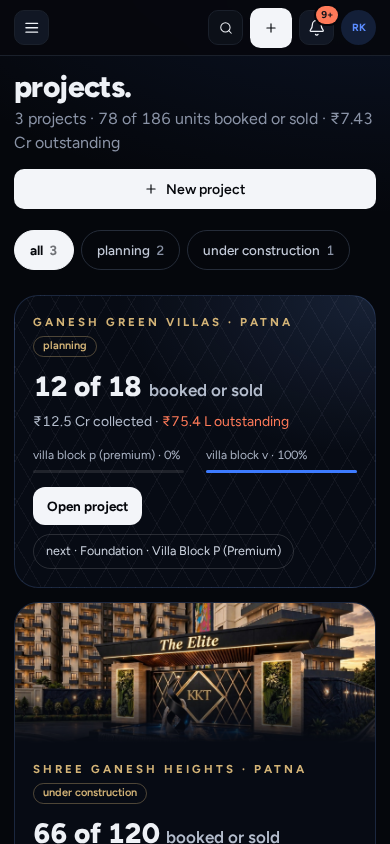 9+
RK
projects.
3 projects · 78 of 186 units booked or sold · ₹7.43
Cr outstanding
+ New project
all 3
planning 2
under construction 1
GANESH GREEN VILLAS · PATNA
planning
12 of 18 booked or sold
₹12.5 Cr collected · ₹75.4 L outstanding
villa block p (premium) · 0%
villa block v · 100%
Open project
next · Foundation · Villa Block P (Premium)
The Elite
KKT
SHREE GANESH HEIGHTS · PATNA
under construction
66 of 120 booked or sold